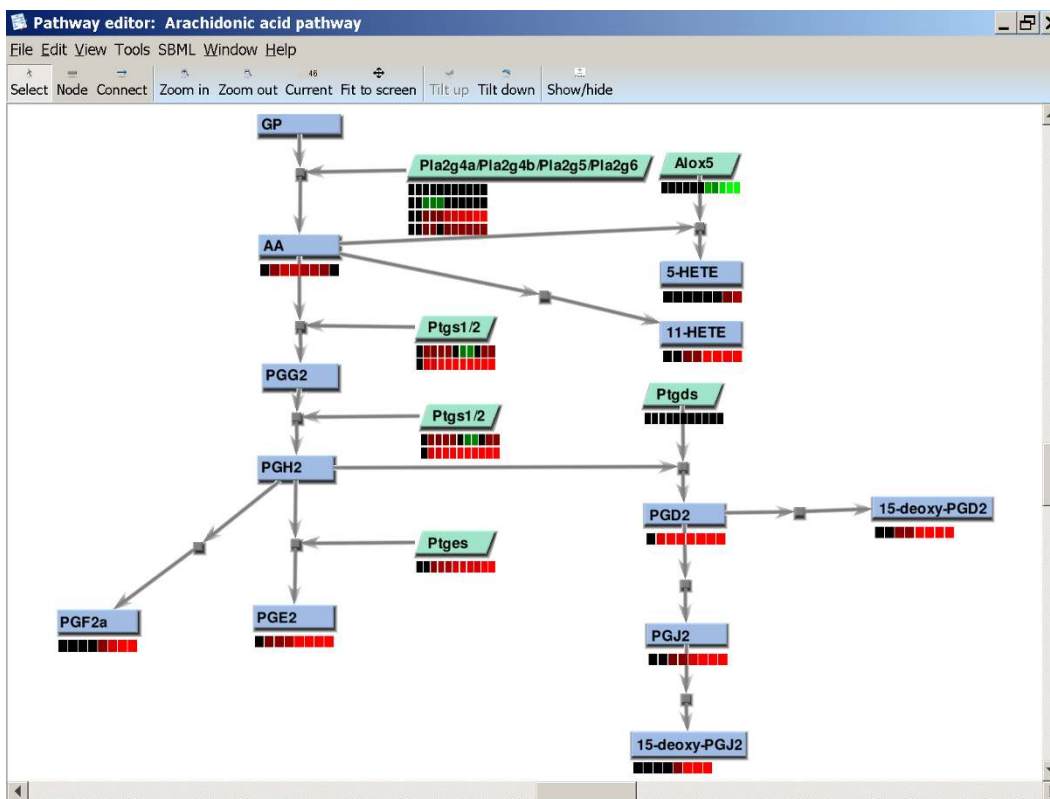 Pathway editor: Arachidonic acid pathway
File Edit View Tools SBML Window Help
46
Select Node Connect Zoom in Zoom out Current Fit to screen Tilt up Tilt down Show/hide
GP
Pla2g4a/Pla2g4b/Pla2g5/Pla2g6
Alox5
AA
5-HETE
11-HETE
Ptgs1/2
PGG2
Ptgds
Ptgs1/2
PGH2
15-deoxy-PGD2
PGD2
Ptges
PGF2a
PGE2
PGJ2
15-deoxy-PGJ2